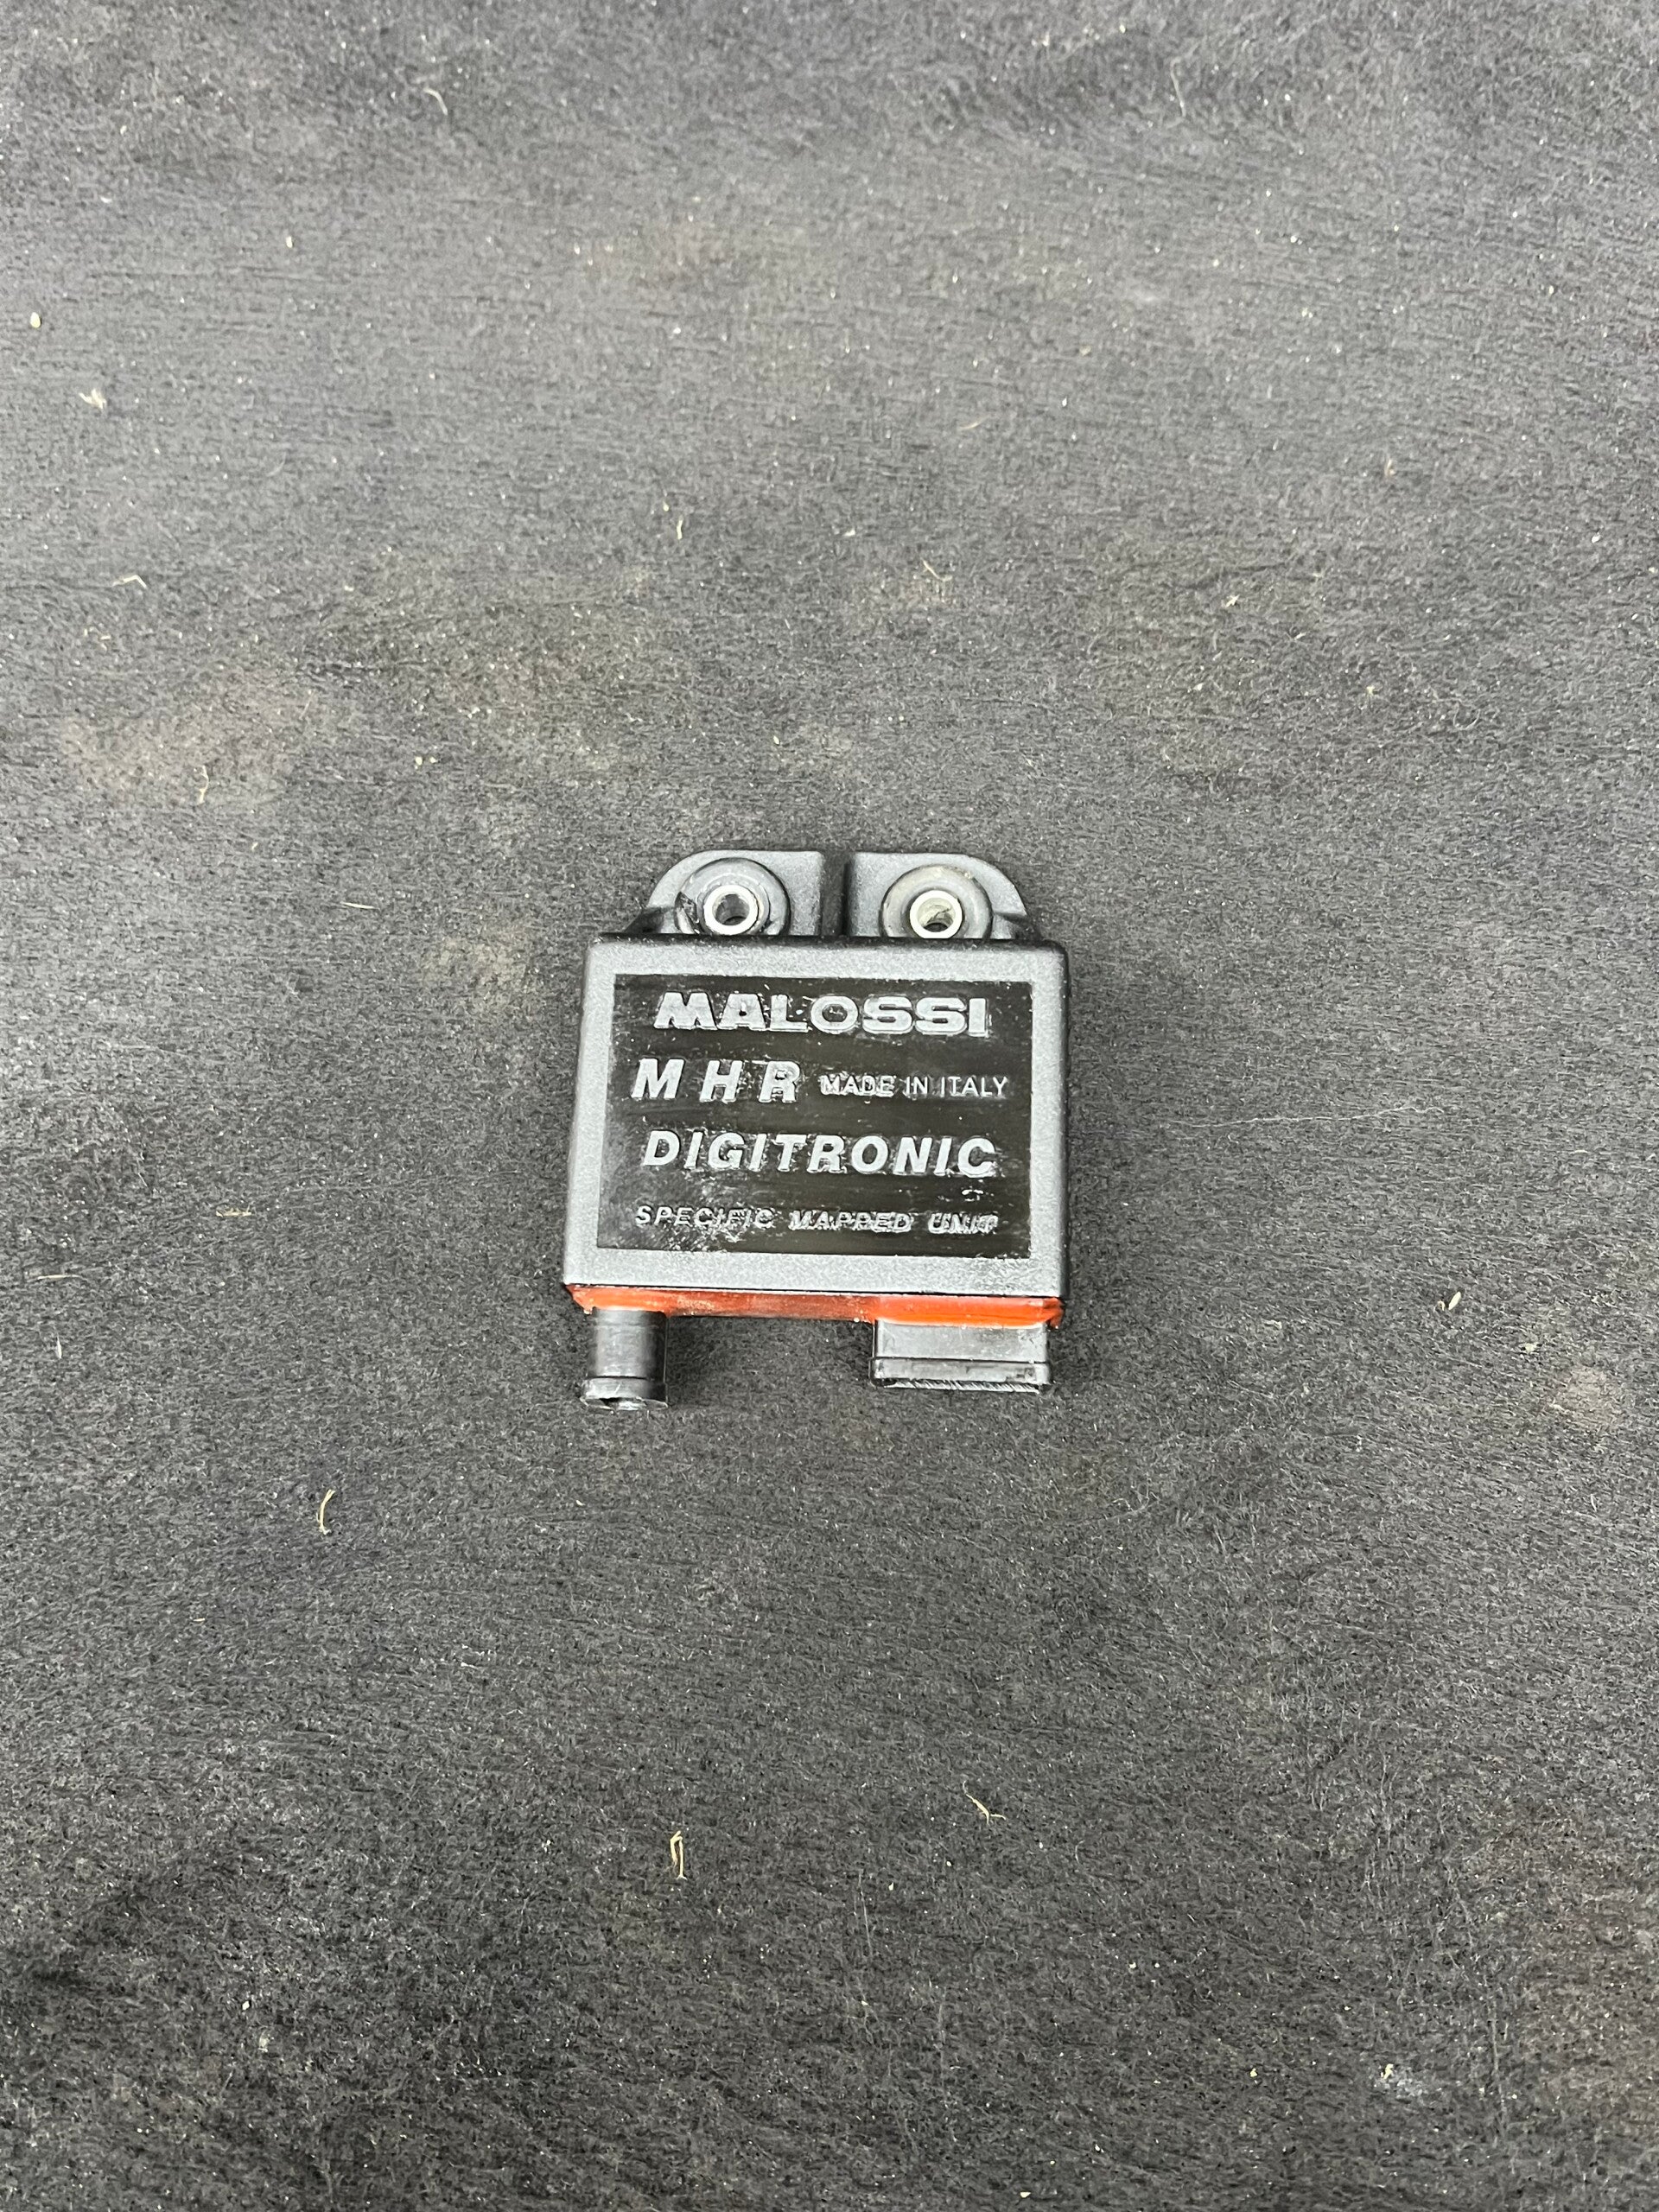 MALOSSI
MHR MADE IN ITALY
DIGITRONIC
SPECIFIC MAPPED UNIT